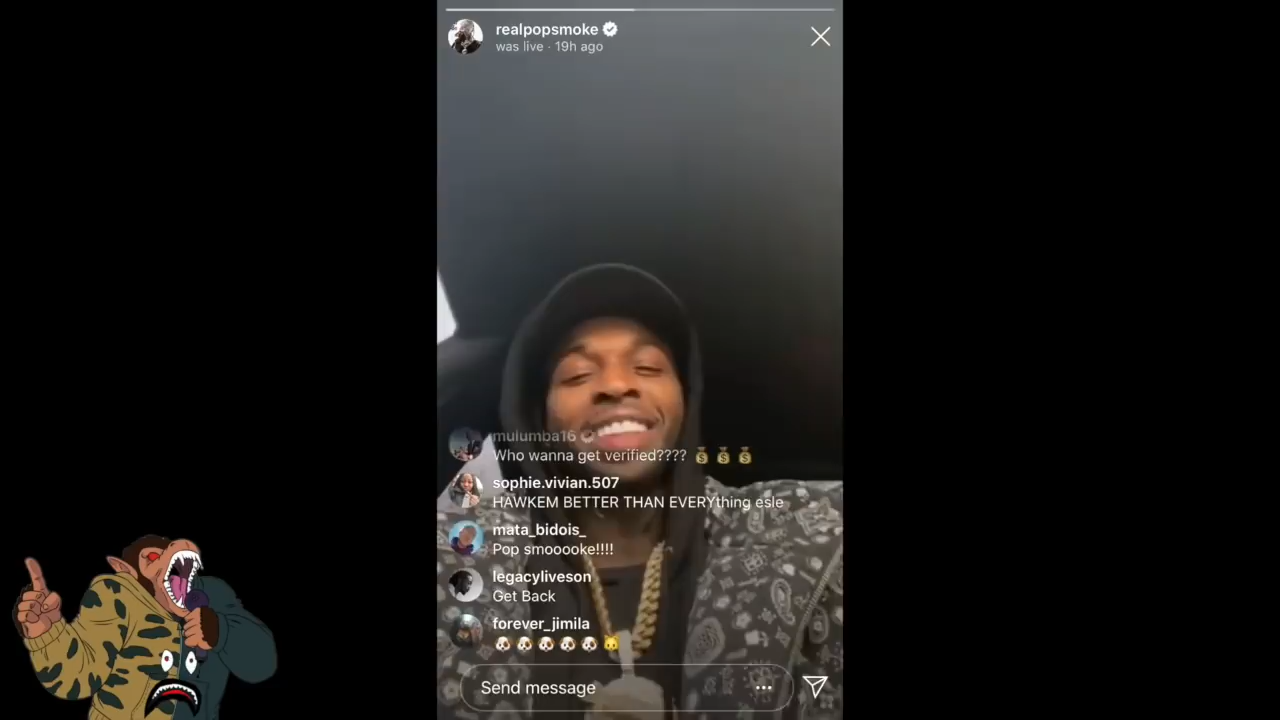 realpopsmoke
was live · 19h ago
mulumba16
Who wanna get verified???? 💰 💰 💰
sophie.vivian.507
HAWKEM BETTER THAN EVERYthing esle
mata_bidois_
Pop smooooke!!!!
legacyliveson
Get Back
forever_jimila
🐶🐶🐶🐶🐶🐱
Send message